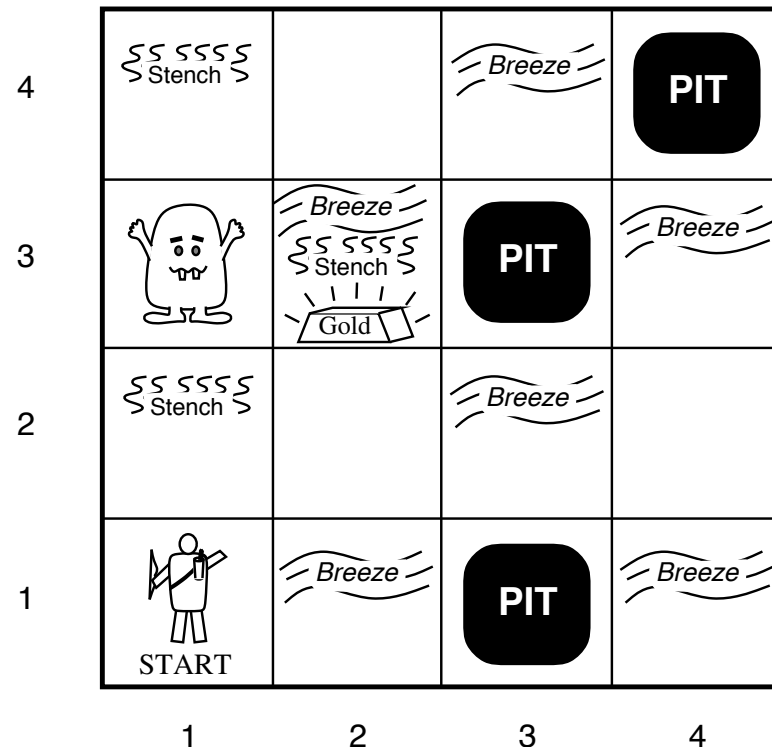 4
Stench
Breeze
PIT
3
Breeze
Stench
Gold
PIT
Breeze
2
Stench
Breeze
1
START
Breeze
PIT
Breeze
1 2 3 4